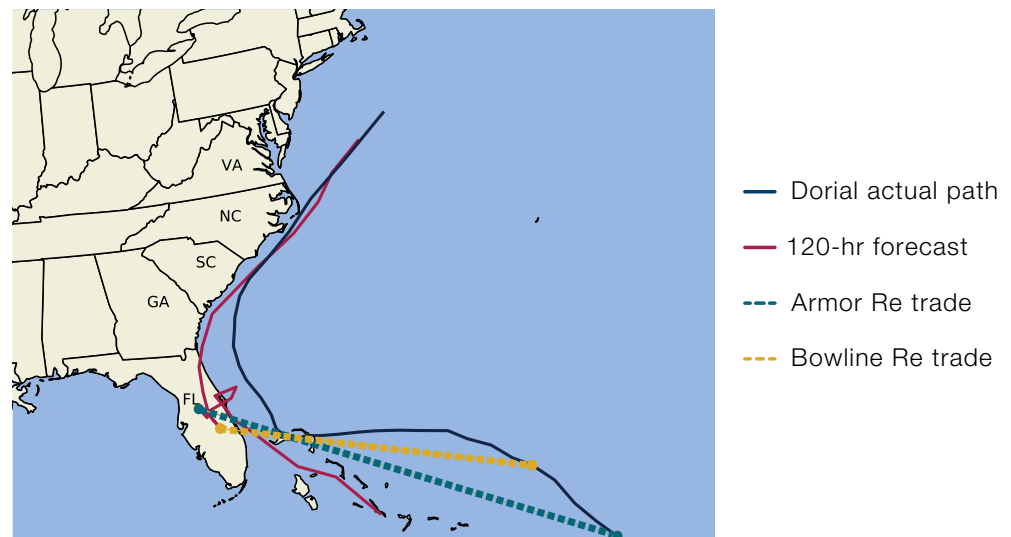 VA
NC
SC
GA
FL
Dorial actual path
120-hr forecast
Armor Re trade
Bowline Re trade